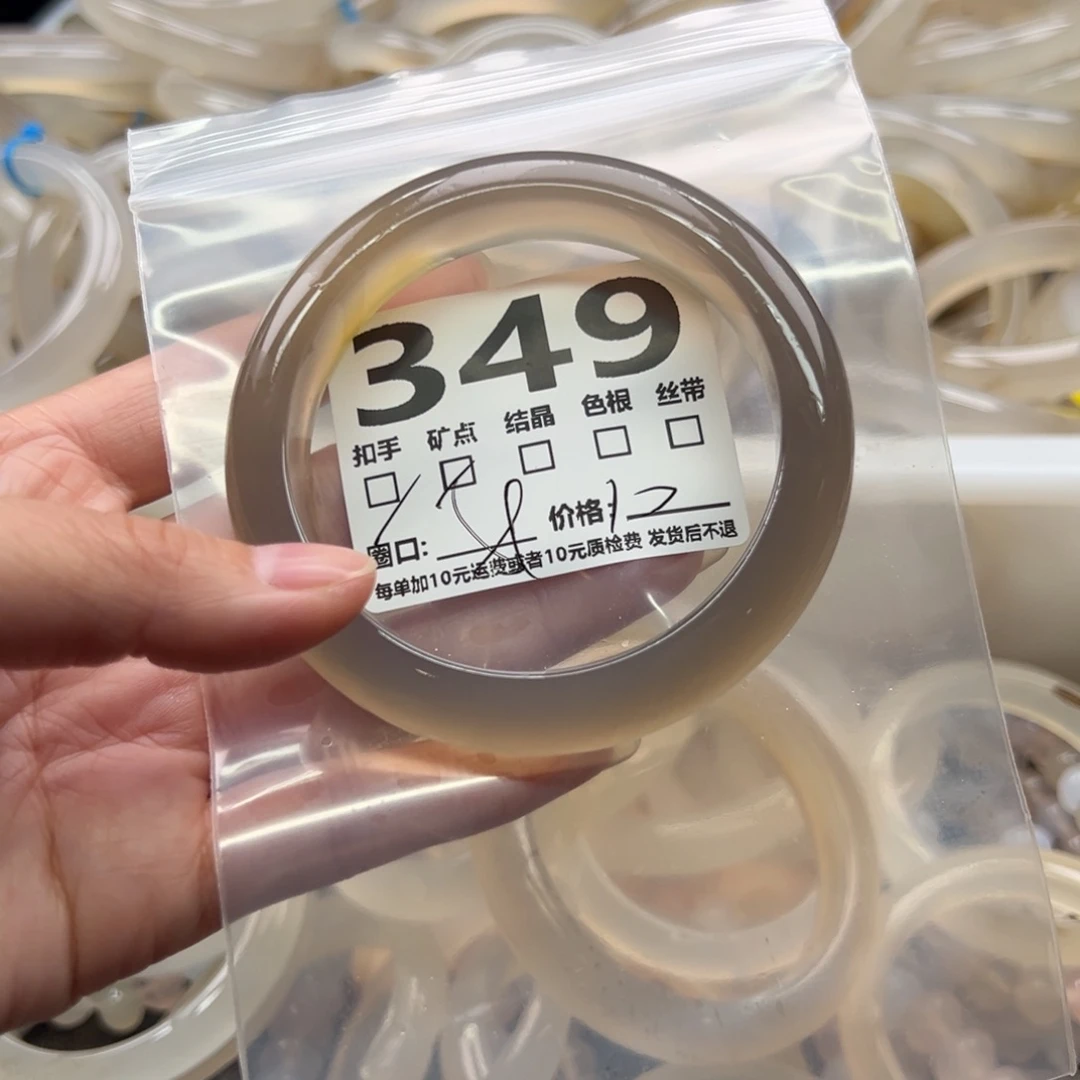 349
扣手 矿点 结晶 色根 丝带
圈口: 价格: 12
每单加10元运费或者10元质检费 发货后不退